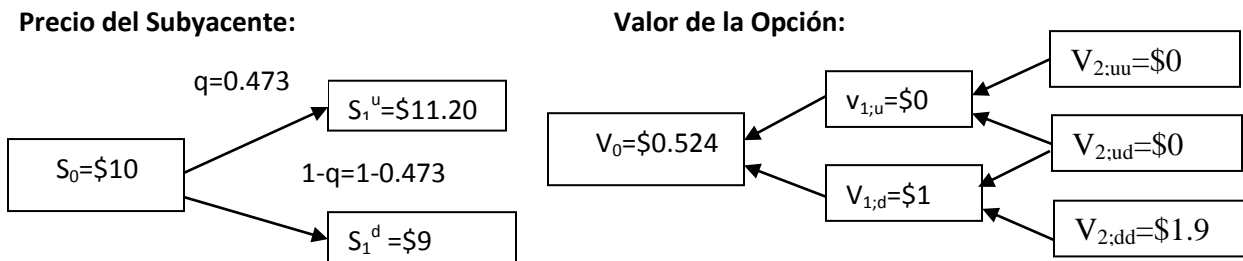 Precio del Subyacente:
Valor de la Opción:
q=0.473
S₁ᵘ=$11.20
S₀=$10
1-q=1-0.473
S₁ᵈ =$9
V₂;uu=$0
v₁;u=$0
V₀=$0.524
V₂;ud=$0
V₁;d=$1
V₂;dd=$1.9